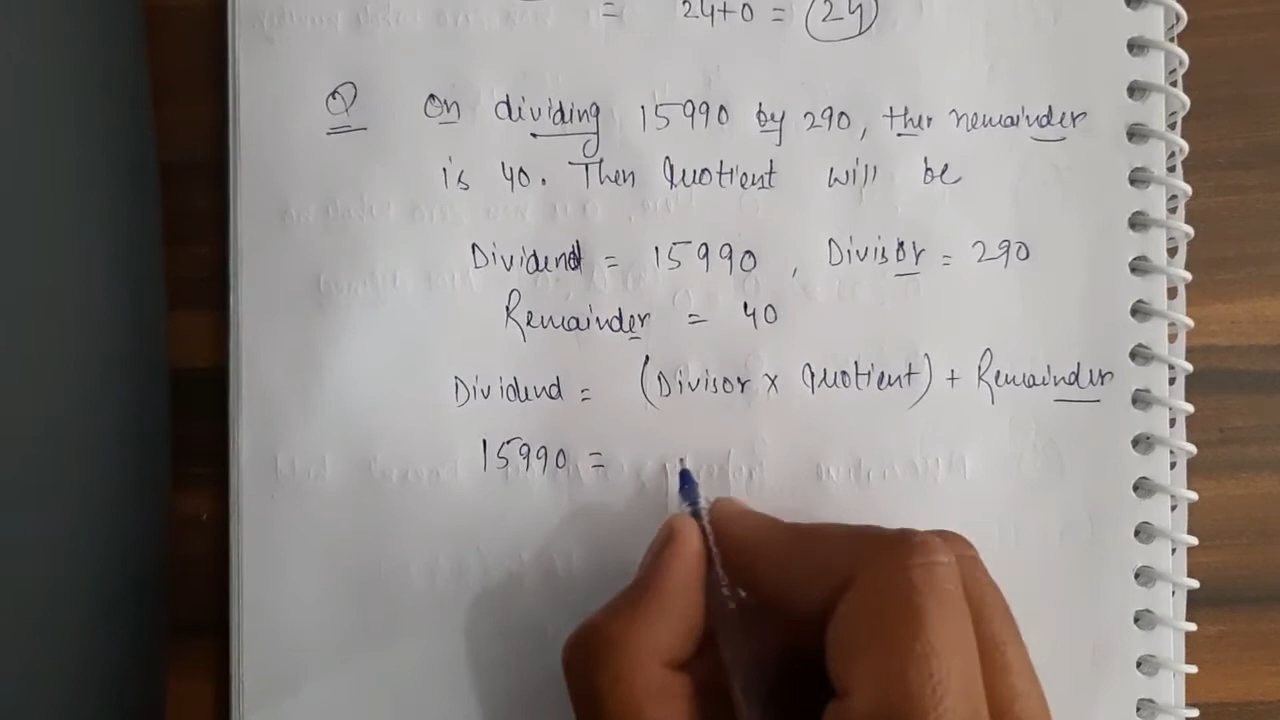 = 24+0 = 24
Q On dividing 15990 by 290, ther remainder
is 40. Then Quotient will be
Dividend = 15990, Divisor = 290
Remainder = 40
Dividend = (Divisor x Quotient) + Remainder
15990 =